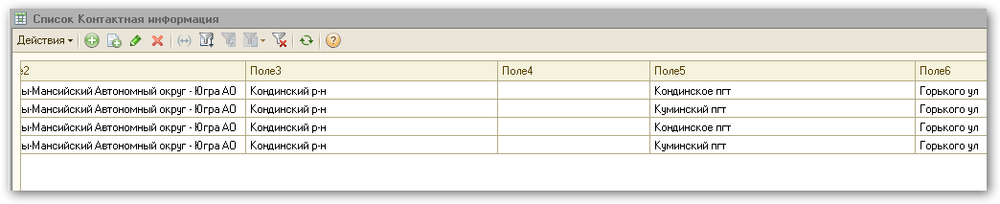 Список Контактная информация
Действия
е2 Поле3 Поле4 Поле5 Поле6
ы-Мансийский Автономный округ - Югра АО Кондинский р-н Кондинское пгт Горького ул
ы-Мансийский Автономный округ - Югра АО Кондинский р-н Куминский пгт Горького ул
ы-Мансийский Автономный округ - Югра АО Кондинский р-н Кондинское пгт Горького ул
ы-Мансийский Автономный округ - Югра АО Кондинский р-н Куминский пгт Горького ул